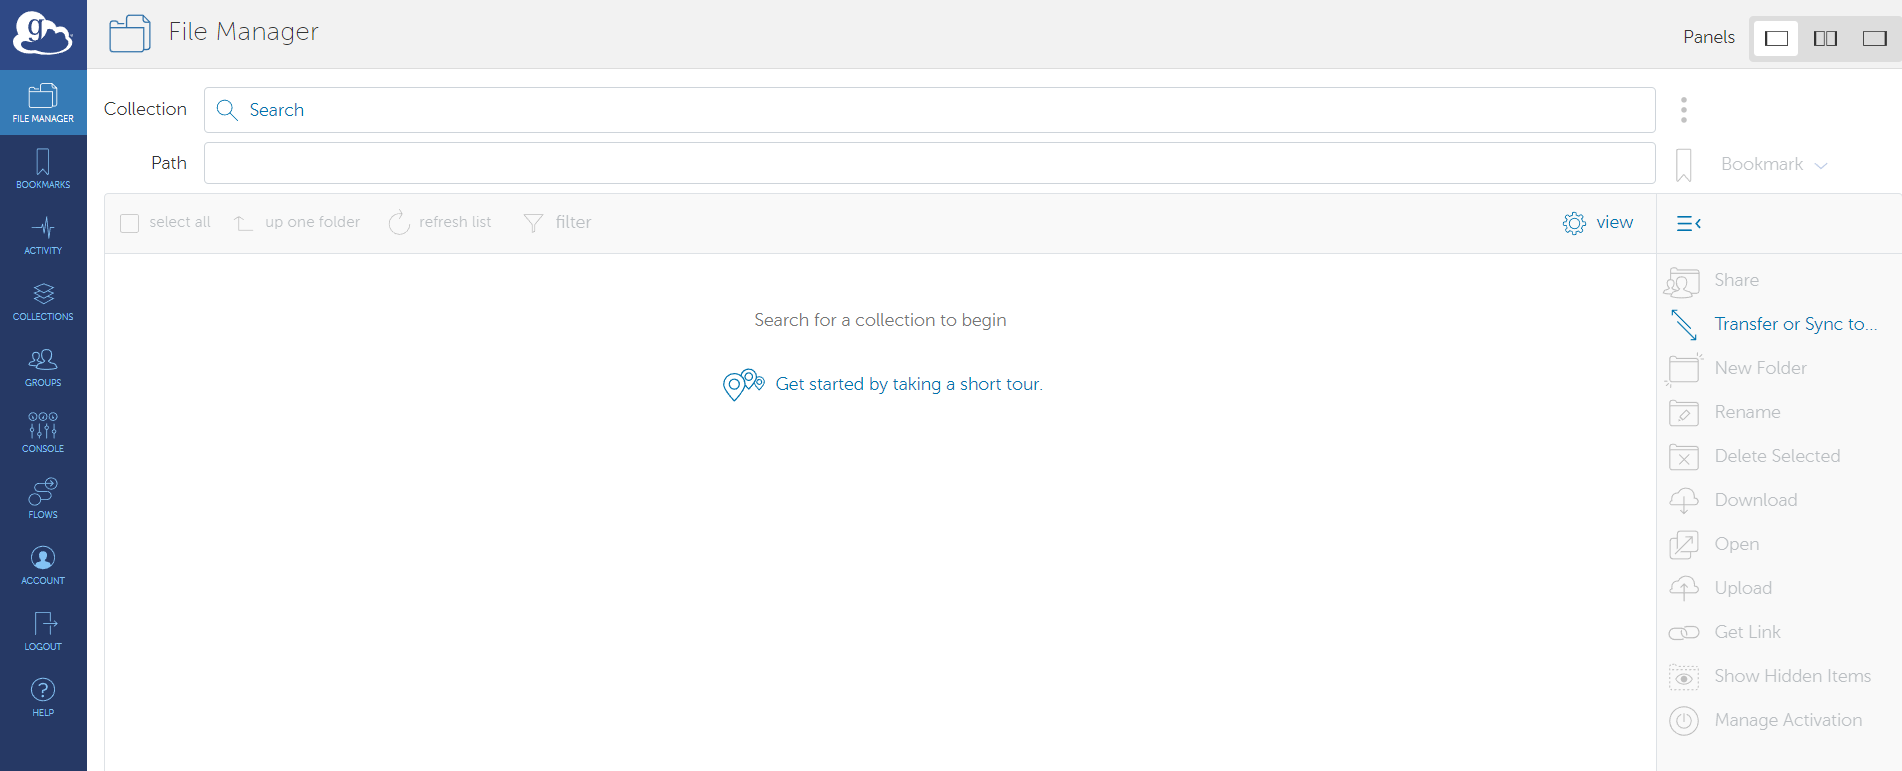 g
File Manager
Panels
FILE MANAGER
BOOKMARKS
ACTIVITY
COLLECTIONS
GROUPS
CONSOLE
FLOWS
ACCOUNT
LOGOUT
HELP
Collection
Search
Path
Bookmark
select all
up one folder
refresh list
filter
view
Search for a collection to begin
Get started by taking a short tour.
Share
Transfer or Sync to...
New Folder
Rename
Delete Selected
Download
Open
Upload
Get Link
Show Hidden Items
Manage Activation